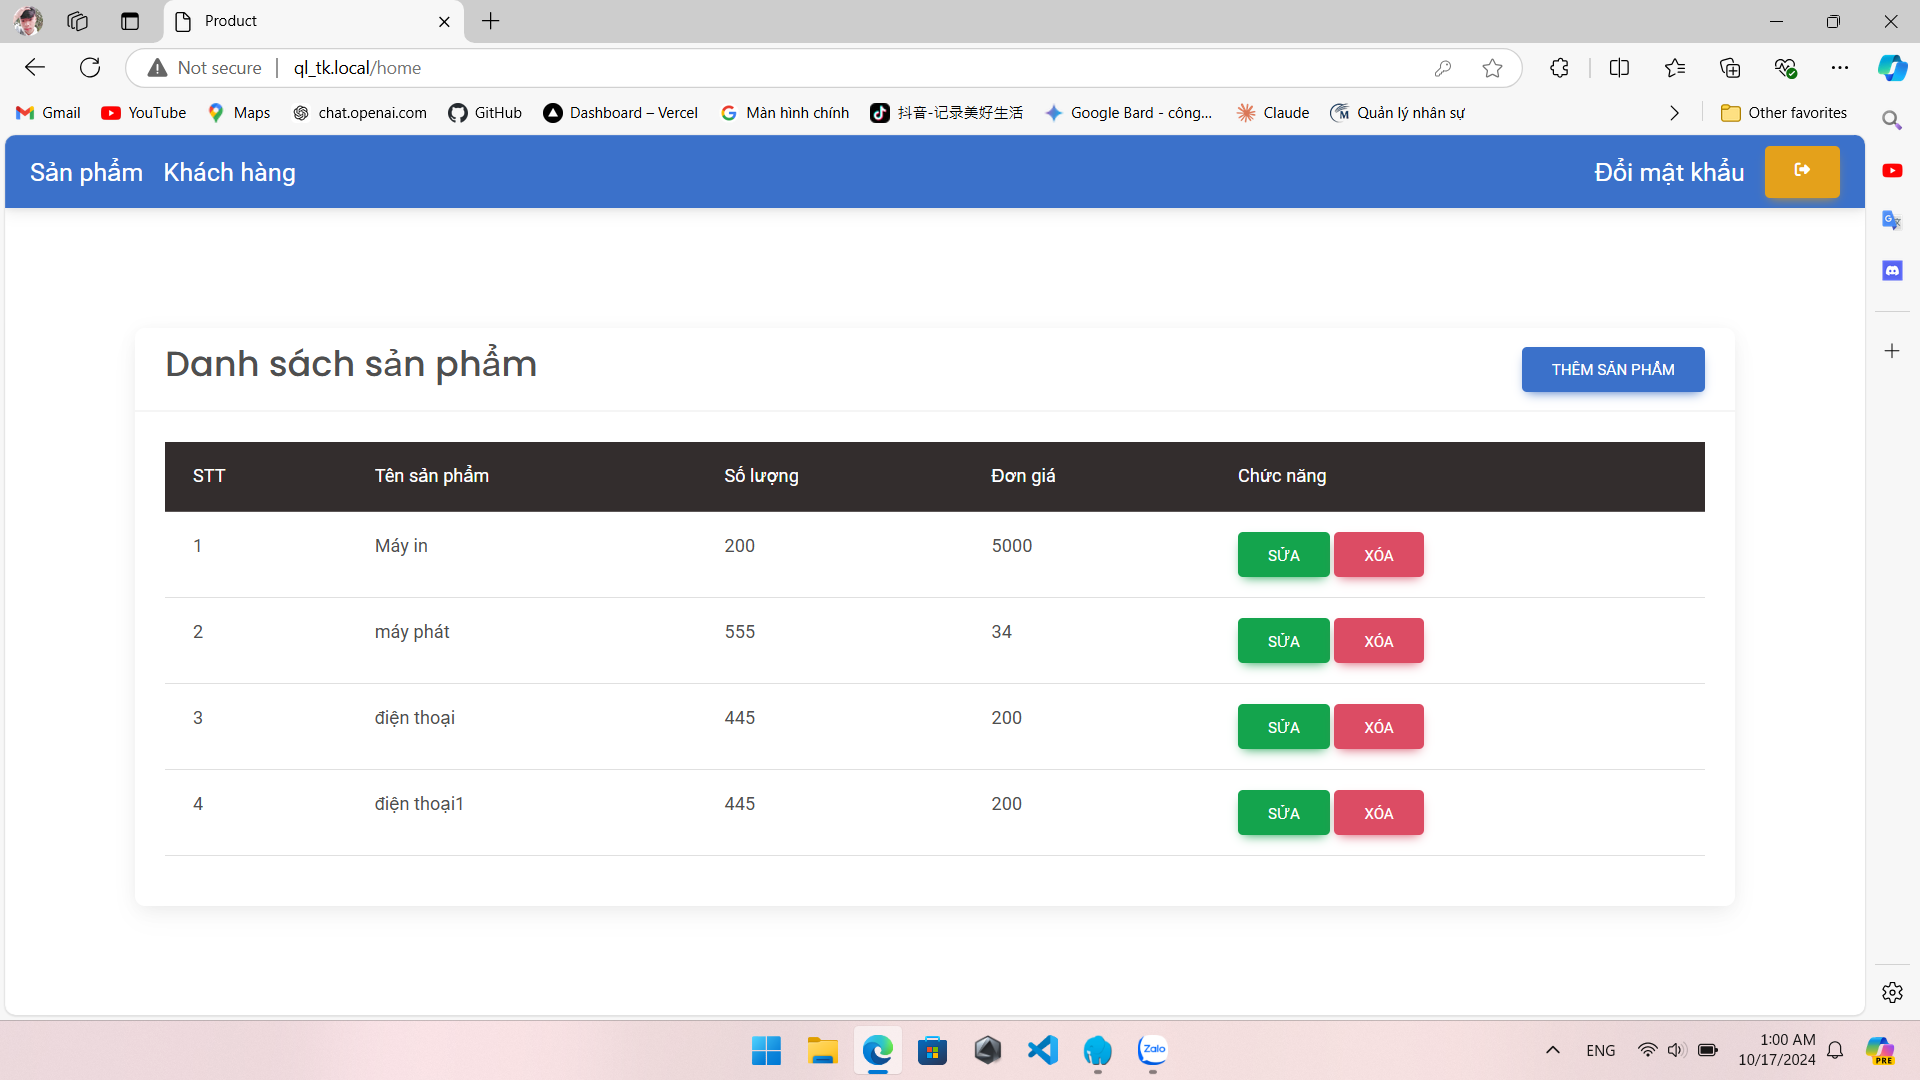 Product
Not secure ql_tk.local/home
Gmail YouTube Maps chat.openai.com GitHub Dashboard – Vercel Màn hình chính 抖音-记录美好生活 Google Bard - công... Claude Quản lý nhân sự Other favorites
Sản phẩm Khách hàng Đổi mật khẩu
Danh sách sản phẩm THÊM SẢN PHẨM
STT Tên sản phẩm Số lượng Đơn giá Chức năng
1 Máy in 200 5000 SỬA XÓA
2 máy phát 555 34 SỬA XÓA
3 điện thoại 445 200 SỬA XÓA
4 điện thoại1 445 200 SỬA XÓA
Zalo
ENG
1:00 AM
10/17/2024
PRE